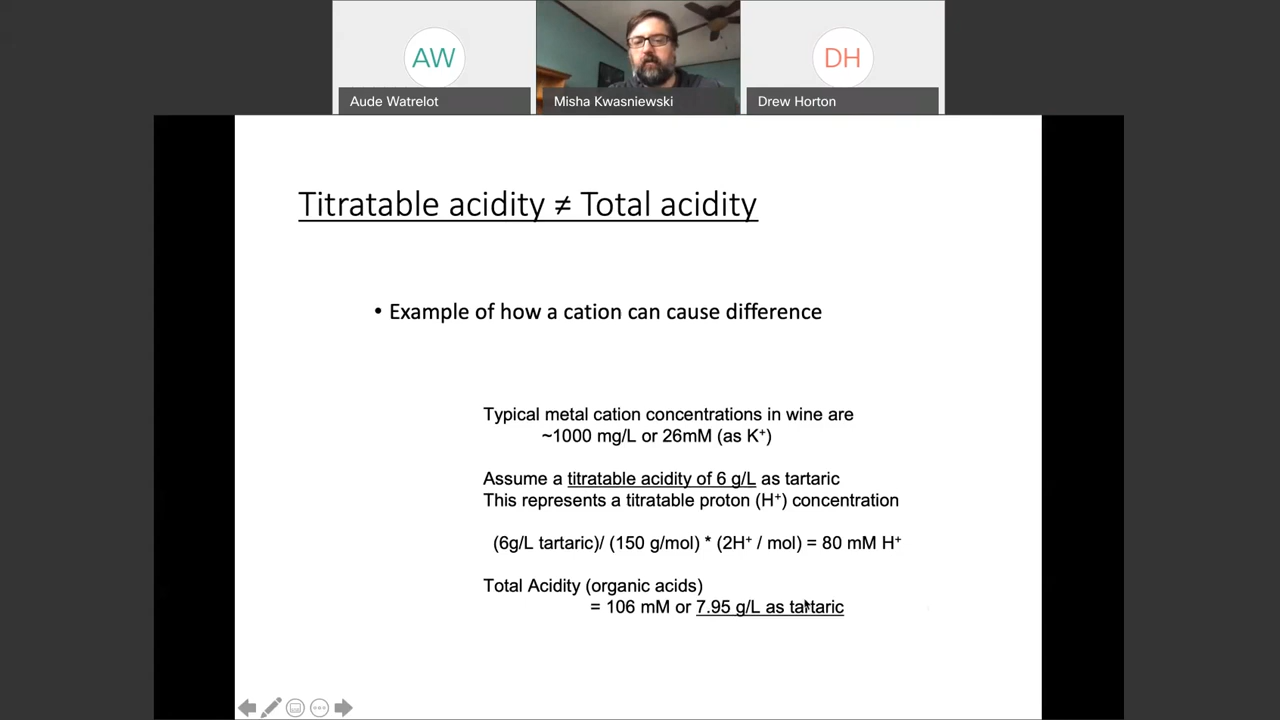 AW
DH
Aude Watrelot
Misha Kwasniewski
Drew Horton
Titratable acidity ≠ Total acidity
• Example of how a cation can cause difference
Typical metal cation concentrations in wine are
~1000 mg/L or 26mM (as K⁺)
Assume a titratable acidity of 6 g/L as tartaric
This represents a titratable proton (H⁺) concentration
(6g/L tartaric)/ (150 g/mol) * (2H⁺ / mol) = 80 mM H⁺
Total Acidity (organic acids)
= 106 mM or 7.95 g/L as tartaric